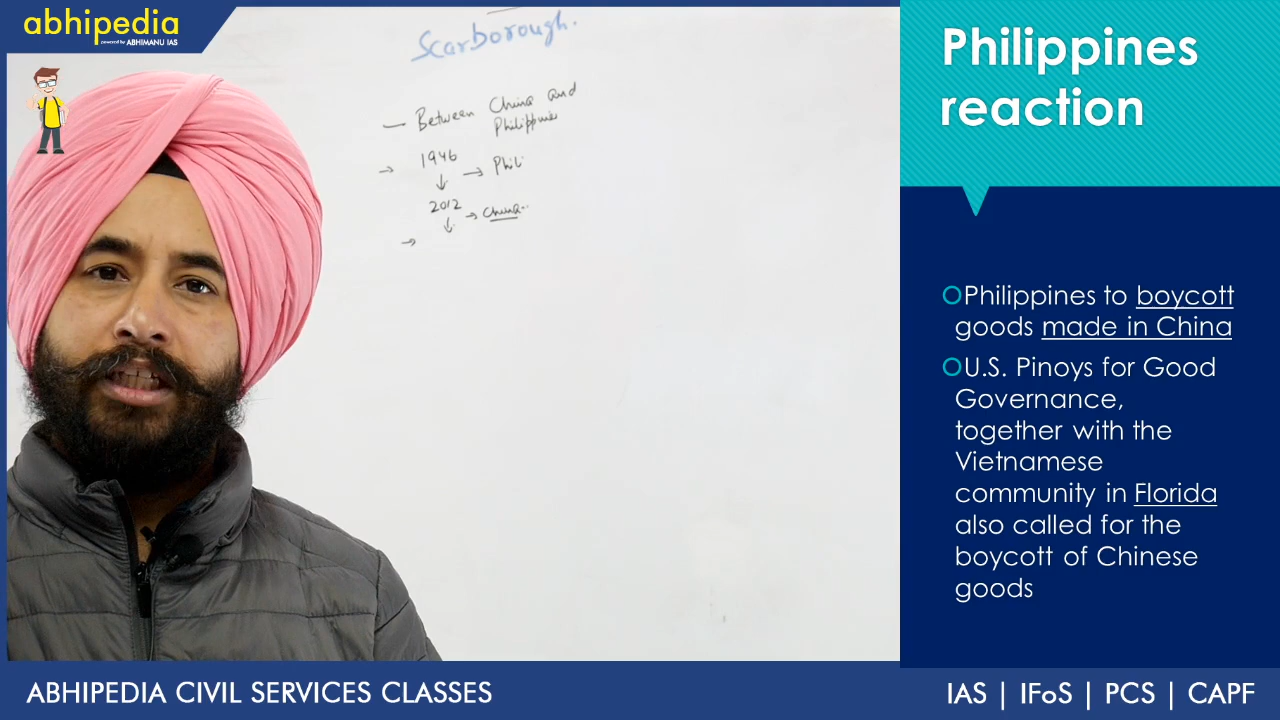 abhipedia
powered by ABHIMANU IAS
Scarborough.
— Between China and
Philippines
→ 1946
↓ → Phili
2012
↓ → China
→
Philippines
reaction
Philippines to boycott
goods made in China
U.S. Pinoys for Good
Governance,
together with the
Vietnamese
community in Florida
also called for the
boycott of Chinese
goods
ABHIPEDIA CIVIL SERVICES CLASSES
IAS | IFoS | PCS | CAPF